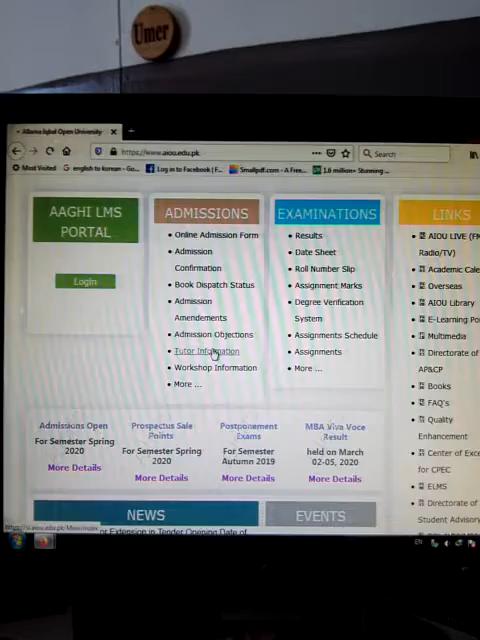 Umer
Allama Iqbal Open University
https://www.aiou.edu.pk
Search
Most Visited
english to korean - Go...
Log in to Facebook | F...
Smallpdf.com - A Free...
1.6 million+ Stunning ...
AAGHI LMS
PORTAL
Login
ADMISSIONS
Online Admission Form
Admission
Confirmation
Book Dispatch Status
Admission
Amendements
Admission Objections
Tutor Information
Workshop Information
More ...
EXAMINATIONS
Results
Date Sheet
Roll Number Slip
Assignment Marks
Degree Verification
System
Assignments Schedule
Assignments
More ...
LINKS
AIOU LIVE (FM
Radio/TV)
Academic Cale
Overseas
AIOU Library
E-Learning Po
Multimedia
Directorate of
AP&CP
Books
FAQ's
Quality
Enhancement
Center of Exce
for CPEC
ELMS
Directorate of
Student Advisory
Admissions Open
For Semester Spring
2020
More Details
Prospectus Sale
Points
For Semester Spring
2020
More Details
Postponement
Exams
For Semester
Autumn 2019
More Details
MBA Viva Voce
Result
held on March
02-05, 2020
More Details
NEWS
EVENTS
or Extension in Tender Opening Date of
EN